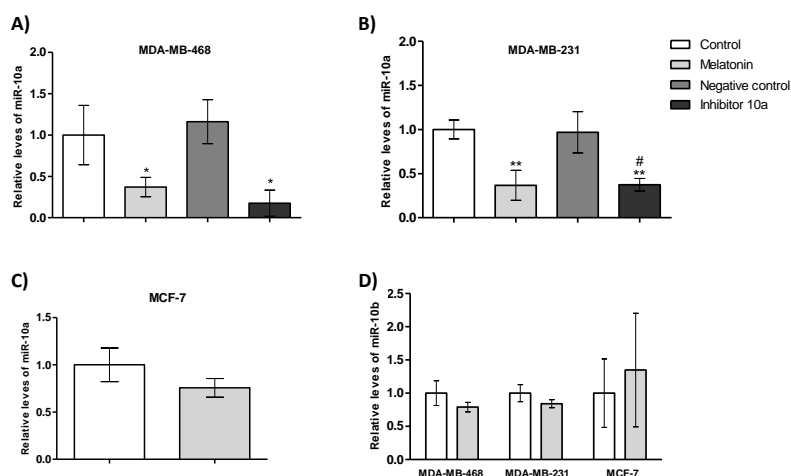 A)
MDA-MB-468
Relative levels of miR-10a
2.0
1.5
1.0
0.5
0.0
*
*
B)
MDA-MB-231
Relative levels of miR-10a
2.0
1.5
1.0
0.5
0.0
**
#
**
Control
Melatonin
Negative control
Inhibitor 10a
C)
MCF-7
Relative levels of miR-10a
1.5
1.0
0.5
0.0
D)
Relative levels of miR-10b
2.5
2.0
1.5
1.0
0.5
0.0
MDA-MB-468 MDA-MB-231 MCF-7